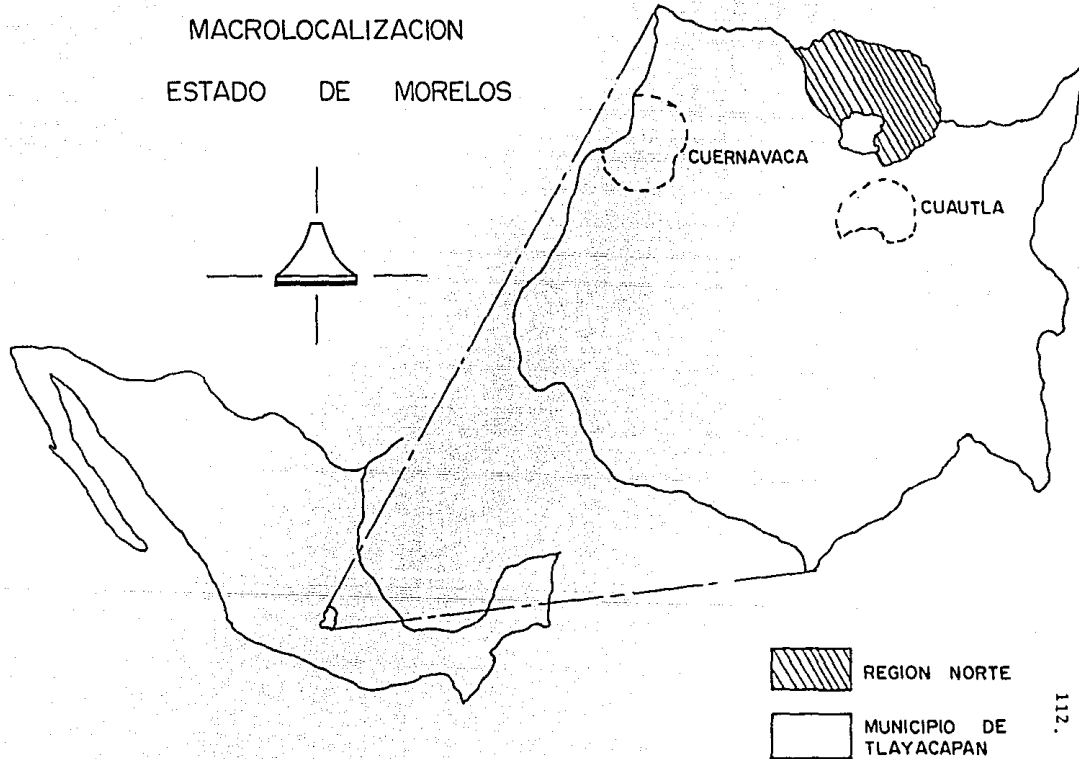 MACROLOCALIZACION
ESTADO DE MORELOS
CUERNAVACA
CUAUTLA
REGION NORTE
MUNICIPIO DE
TLAYACAPAN
112.